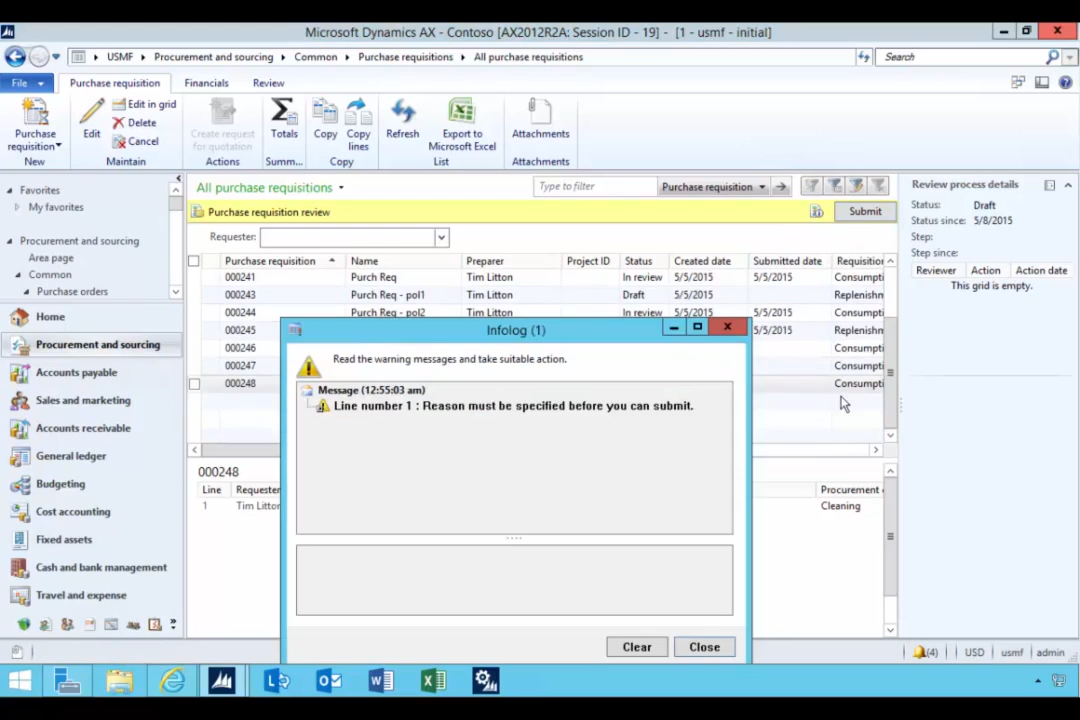 Microsoft Dynamics AX - Contoso [AX2012R2A: Session ID - 19] - [1 - usmf - initial]
USMF Procurement and sourcing Common Purchase requisitions All purchase requisitions
Search
File Purchase requisition Financials Review
Purchase requisition
New
Edit
Edit in grid
Delete
Cancel
Maintain
Create request for quotation
Actions
Totals
Summ...
Copy
Copy lines
Copy
Refresh
Export to Microsoft Excel
List
Attachments
Attachments
Favorites
My favorites
Procurement and sourcing
Area page
Common
Purchase orders
Home
Procurement and sourcing
Accounts payable
Sales and marketing
Accounts receivable
General ledger
Budgeting
Cost accounting
Fixed assets
Cash and bank management
Travel and expense
All purchase requisitions
Type to filter
Purchase requisition
Purchase requisition review
Submit
Requester:
Purchase requisition Name Preparer Project ID Status Created date Submitted date Requisition
000241 Purch Req Tim Litton In review 5/5/2015 5/5/2015 Consumpti
000243 Purch Req - pol1 Tim Litton Draft 5/5/2015 Replenishm
000244 Purch Req - pol2 Tim Litton In review 5/5/2015 5/5/2015 Consumpti
000245 5/5/2015 Replenishm
000246 Consumpti
000247 Consumpti
000248 Consumpti
Infolog (1)
Read the warning messages and take suitable action.
Message (12:55:03 am)
Line number 1 : Reason must be specified before you can submit.
Clear
Close
000248
Line Requester Procurement
1 Tim Litton Cleaning
Review process details
Status: Draft
Status since: 5/8/2015
Step:
Step since:
Reviewer Action Action date
This grid is empty.
(4) USD usmf admin